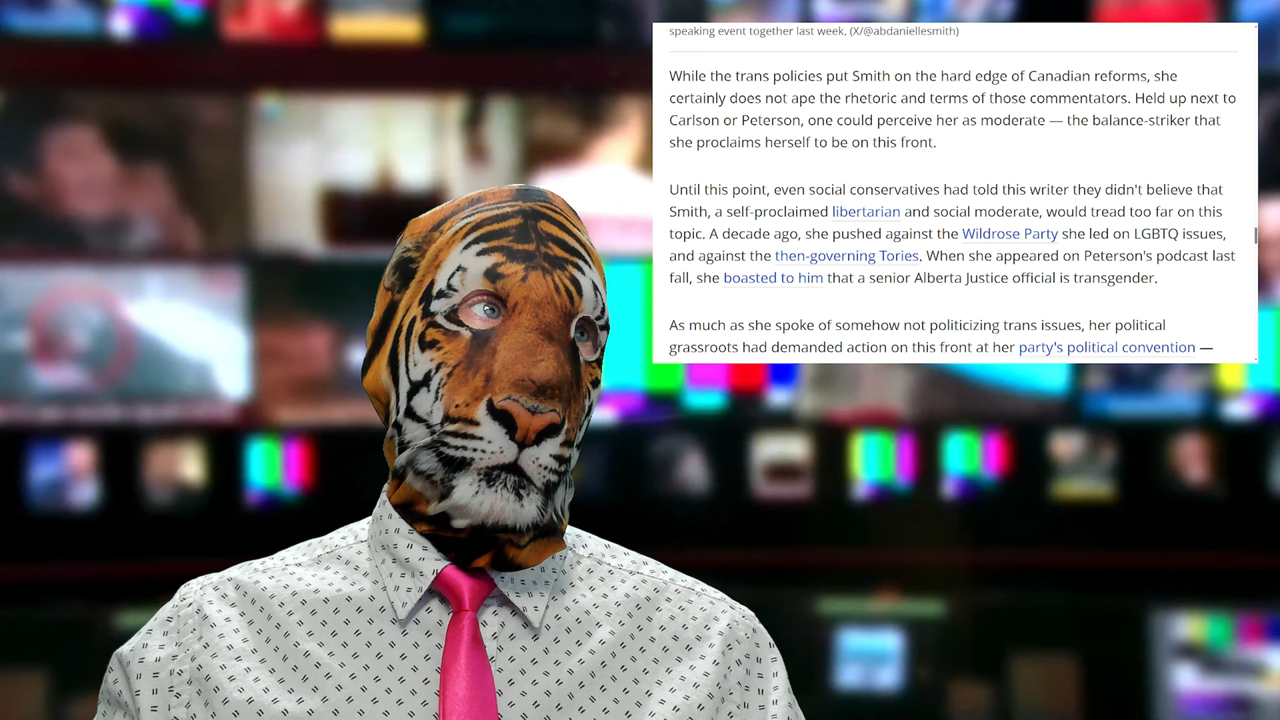 speaking event together last week. (X/@abdaniellesmith)
While the trans policies put Smith on the hard edge of Canadian reforms, she
certainly does not ape the rhetoric and terms of those commentators. Held up next to
Carlson or Peterson, one could perceive her as moderate — the balance-striker that
she proclaims herself to be on this front.
Until this point, even social conservatives had told this writer they didn't believe that
Smith, a self-proclaimed libertarian and social moderate, would tread too far on this
topic. A decade ago, she pushed against the Wildrose Party she led on LGBTQ issues,
and against the then-governing Tories. When she appeared on Peterson's podcast last
fall, she boasted to him that a senior Alberta Justice official is transgender.
As much as she spoke of somehow not politicizing trans issues, her political
grassroots had demanded action on this front at her party's political convention —